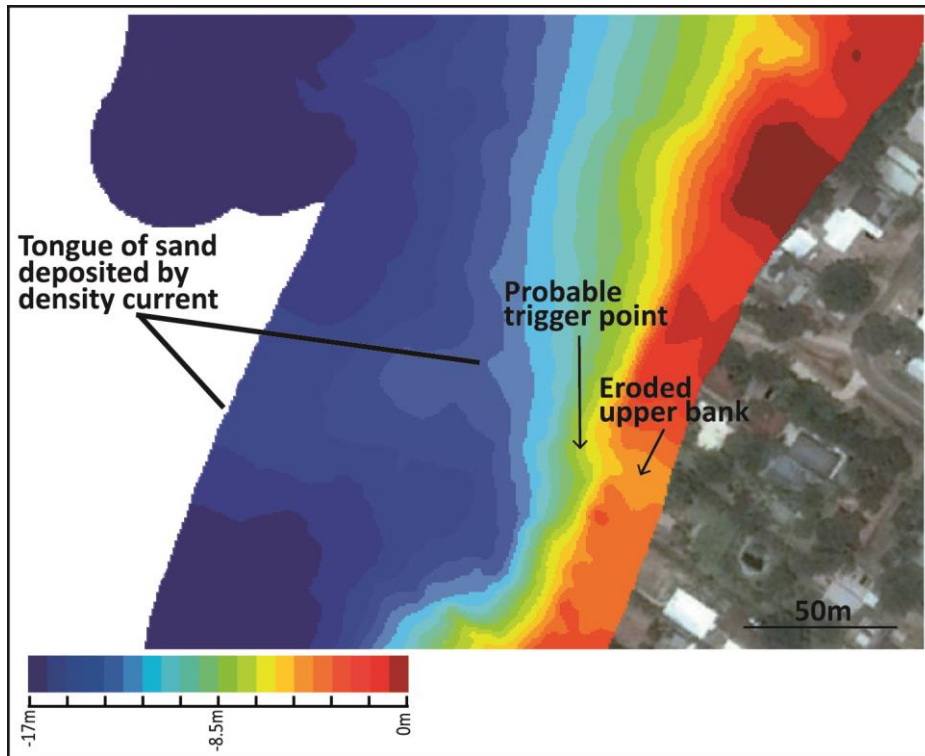 Tongue of sand
deposited by
density current
Probable
trigger point
Eroded
upper bank
50m
-17m
-8.5m
0m